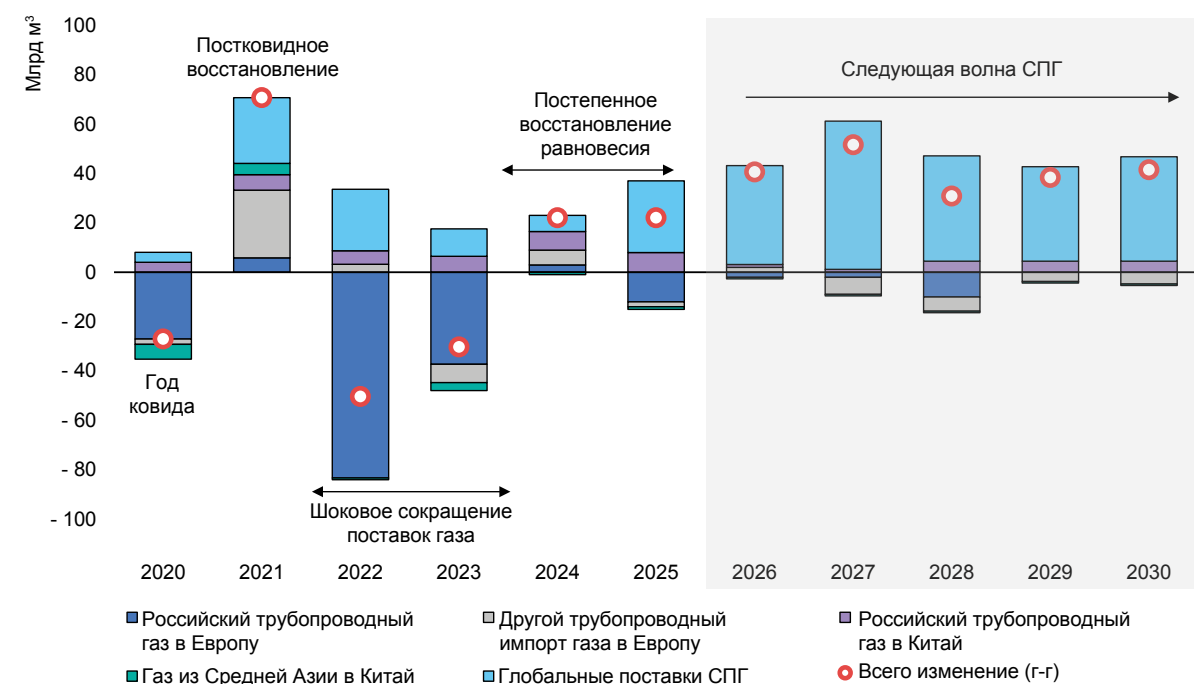 Млрд м³
100
80
60
40
20
0
- 20
- 40
- 60
- 80
- 100
Постковидное
восстановление
Год
ковида
Шоковое сокращение
поставок газа
Постепенное
восстановление
равновесия
Следующая волна СПГ
2020 2021 2022 2023 2024 2025 2026 2027 2028 2029 2030
Российский трубопроводный
газ в Европу
Другой трубопроводный
импорт газа в Европу
Российский трубопроводный
газ в Китай
Газ из Средней Азии в Китай
Глобальные поставки СПГ
Всего изменение (г-г)